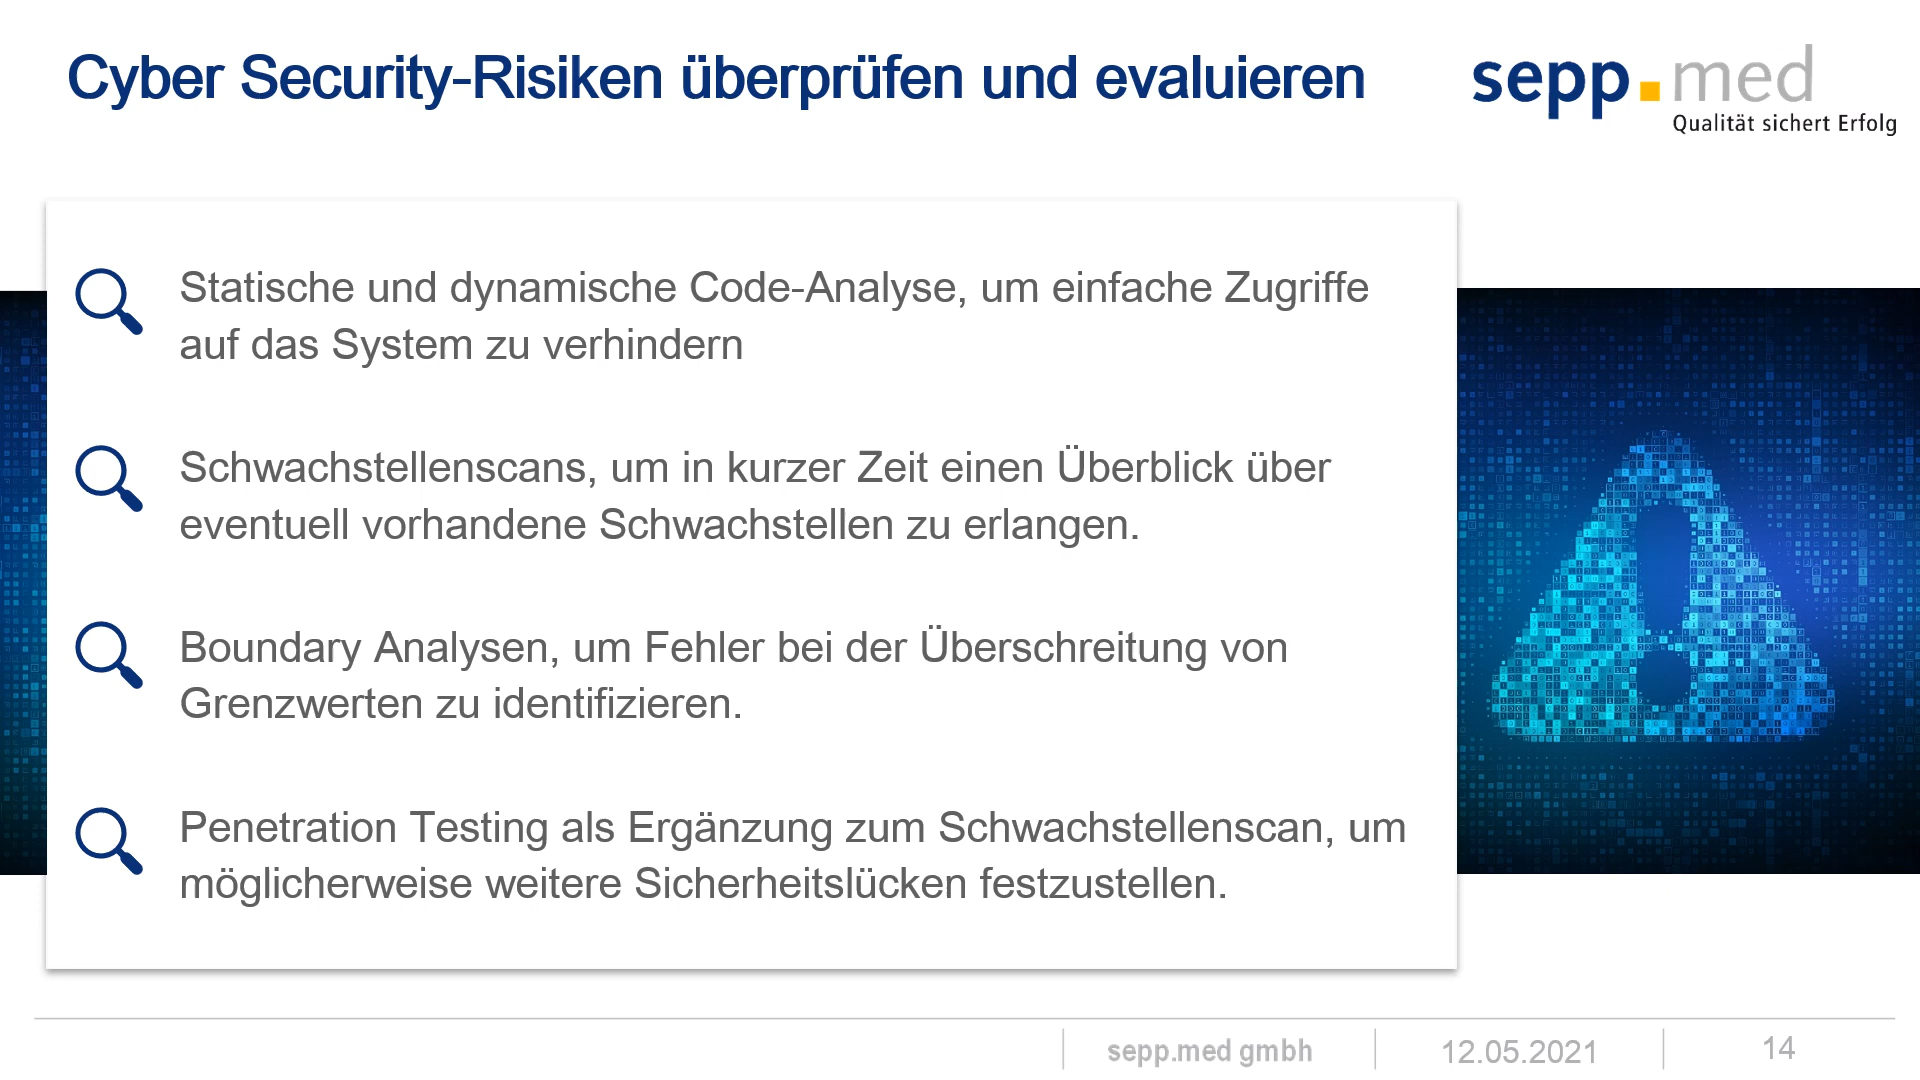 Cyber Security-Risiken überprüfen und evaluieren
sepp.med
Qualität sichert Erfolg
Statische und dynamische Code-Analyse, um einfache Zugriffe
auf das System zu verhindern
Schwachstellenscans, um in kurzer Zeit einen Überblick über
eventuell vorhandene Schwachstellen zu erlangen.
Boundary Analysen, um Fehler bei der Überschreitung von
Grenzwerten zu identifizieren.
Penetration Testing als Ergänzung zum Schwachstellenscan, um
möglicherweise weitere Sicherheitslücken festzustellen.
sepp.med gmbh
12.05.2021
14